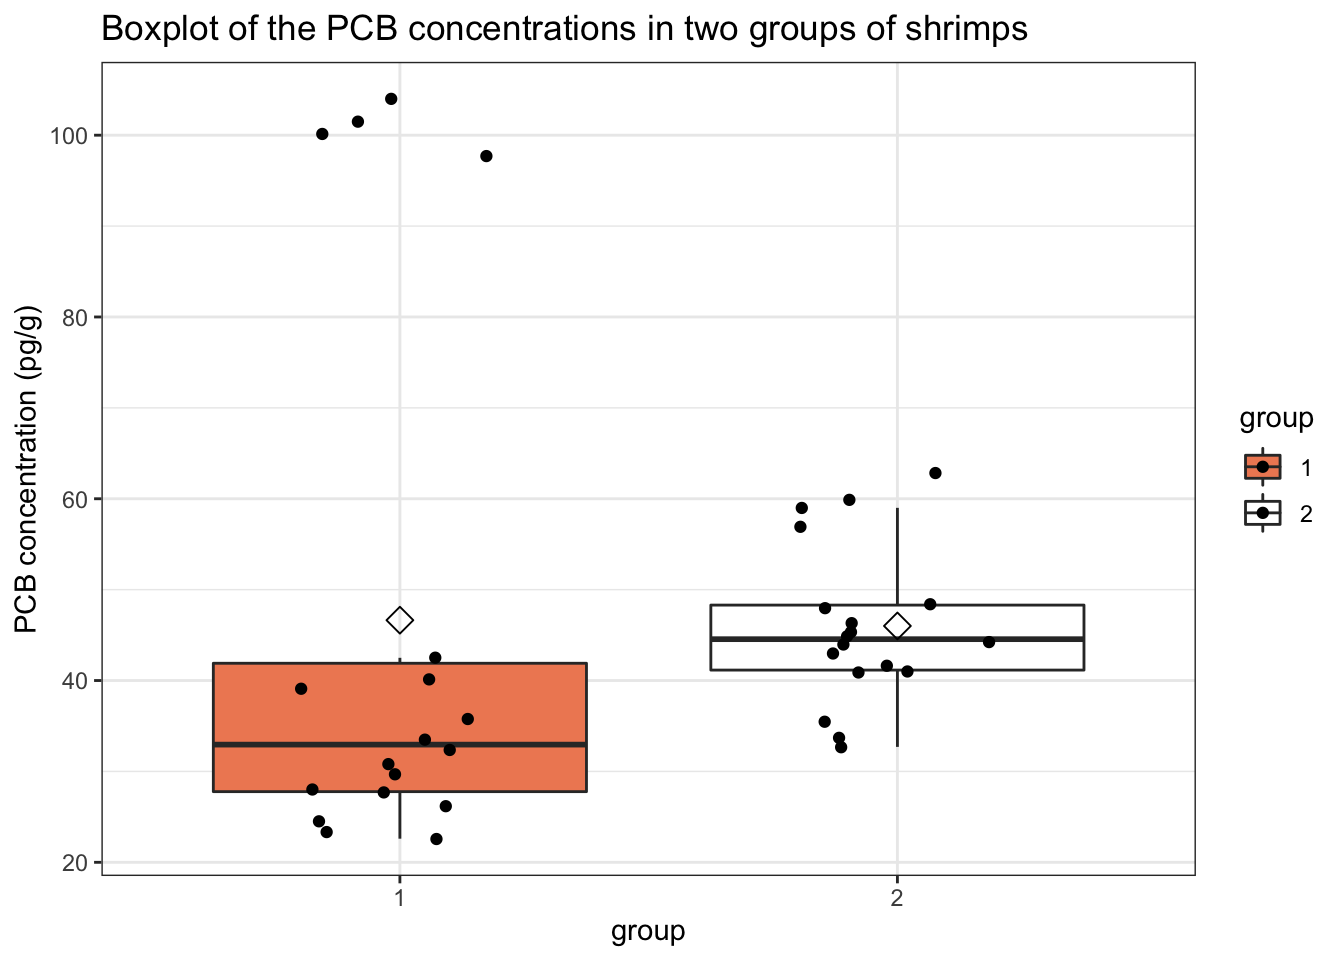 Boxplot of the PCB concentrations in two groups of shrimps
PCB concentration (pg/g)
100
80
60
40
20
1
2
group
group
1
2